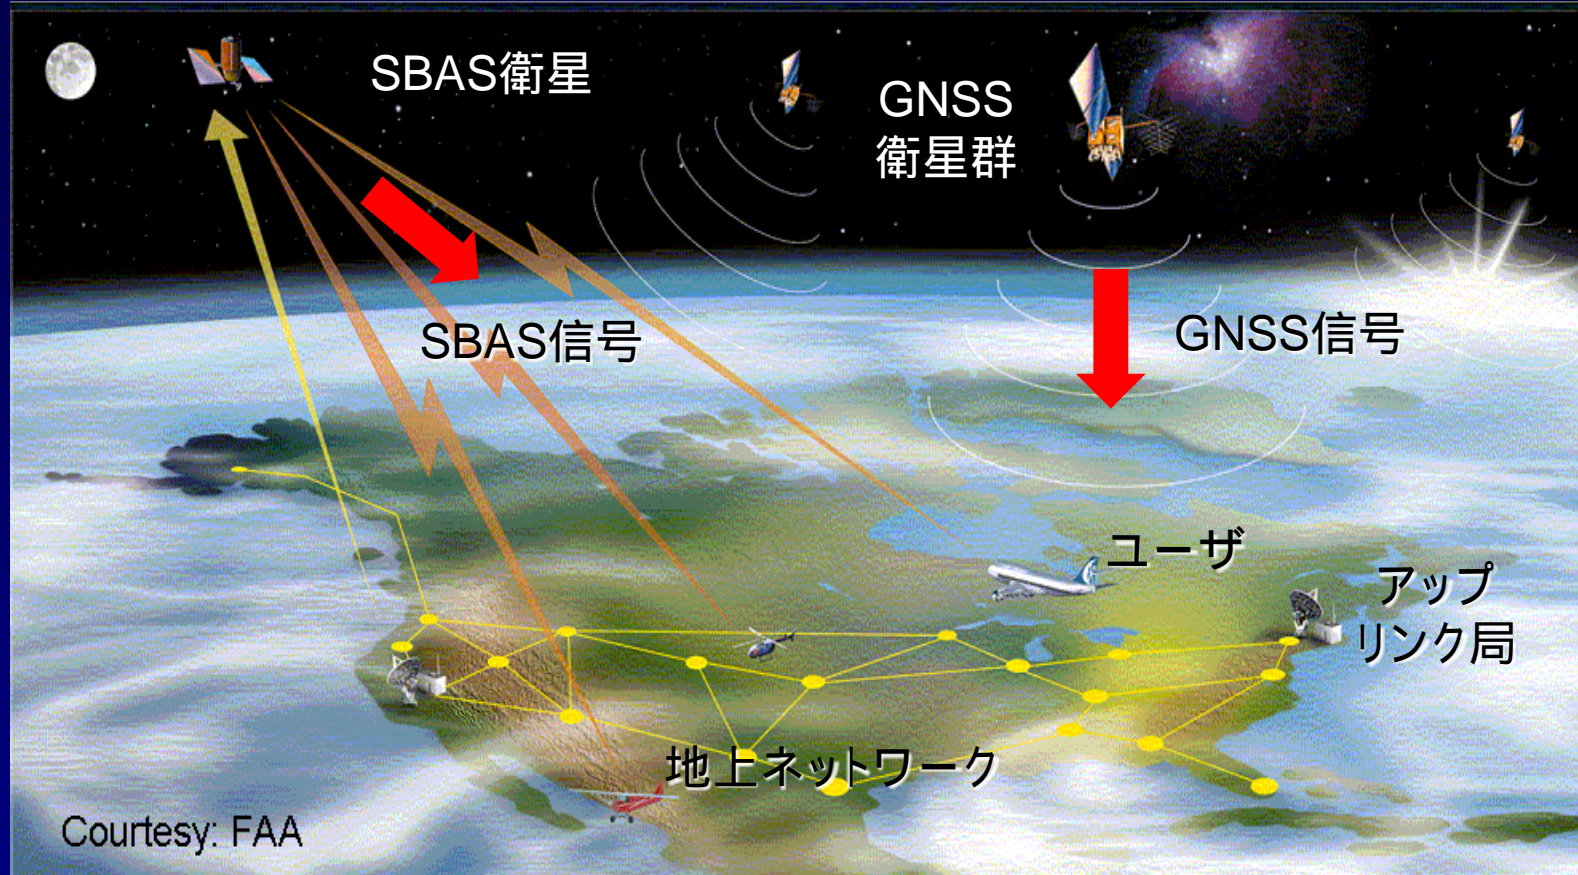 SBAS衛星
GNSS
衛星群
SBAS信号
GNSS信号
ユーザ
アップ
リンク局
地上ネットワーク
Courtesy: FAA